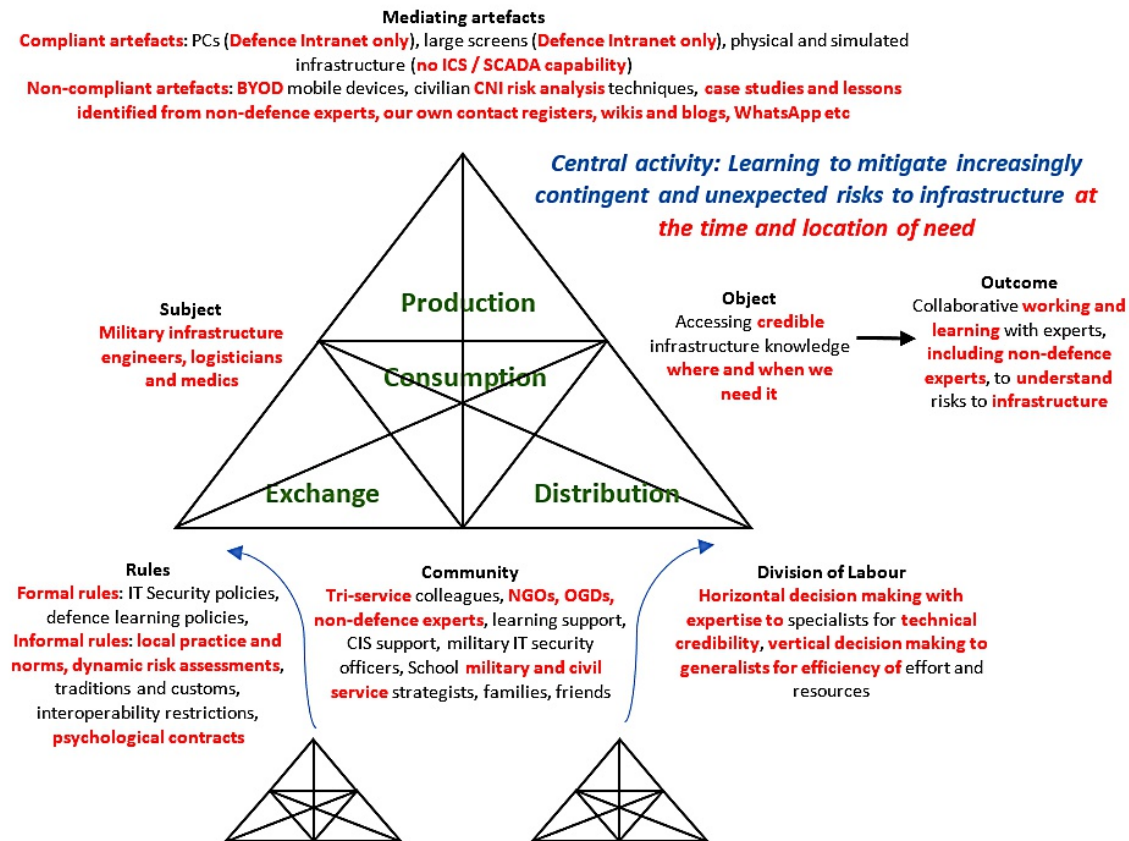 Mediating artefacts
Compliant artefacts: PCs (Defence Intranet only), large screens (Defence Intranet only), physical and simulated
infrastructure (no ICS / SCADA capability)
Non-compliant artefacts: BYOD mobile devices, civilian CNI risk analysis techniques, case studies and lessons
identified from non-defence experts, our own contact registers, wikis and blogs, WhatsApp etc
Central activity: Learning to mitigate increasingly
contingent and unexpected risks to infrastructure at
the time and location of need
Production
Consumption
Exchange
Distribution
Subject
Military infrastructure
engineers, logisticians
and medics
Object
Accessing credible
infrastructure knowledge
where and when we
need it
Outcome
Collaborative working and
learning with experts,
including non-defence
experts, to understand
risks to infrastructure
Rules
Formal rules: IT Security policies,
defence learning policies,
Informal rules: local practice and
norms, dynamic risk assessments,
traditions and customs,
interoperability restrictions,
psychological contracts
Community
Tri-service colleagues, NGOs, OGDs,
non-defence experts, learning support,
CIS support, military IT security
officers, School military and civil
service strategists, families, friends
Division of Labour
Horizontal decision making with
expertise to specialists for technical
credibility, vertical decision making to
generalists for efficiency of effort and
resources